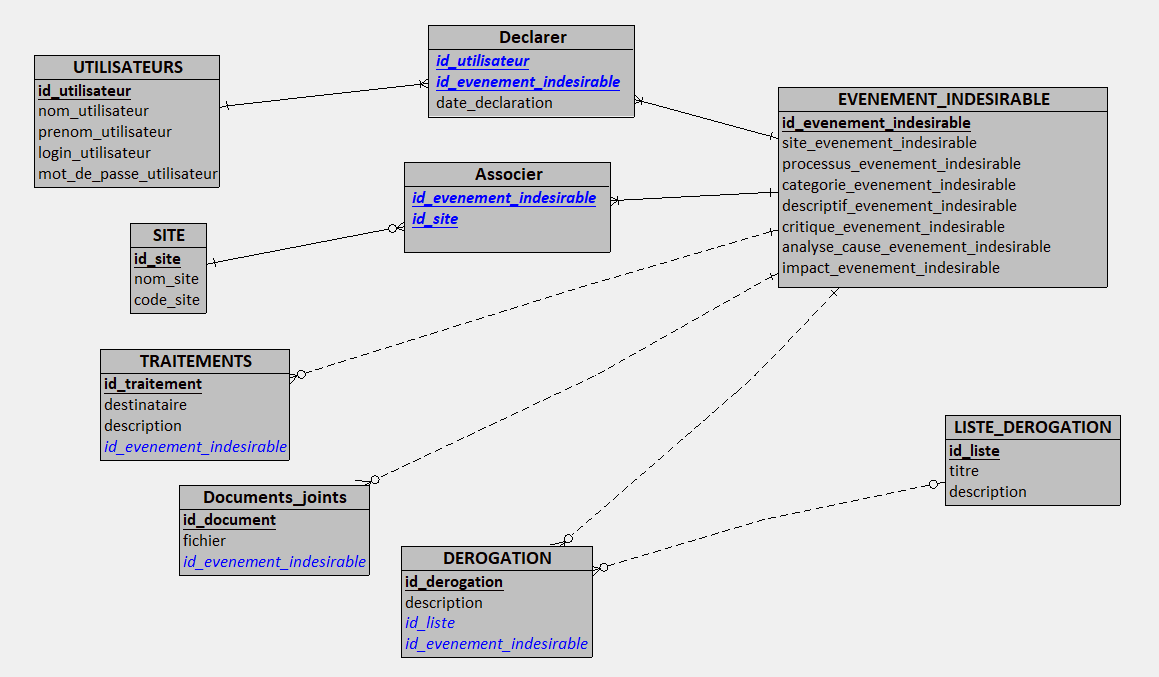 Declarer
id_utilisateur
id_evenement_indesirable
date_declaration
UTILISATEURS
id_utilisateur
nom_utilisateur
prenom_utilisateur
login_utilisateur
mot_de_passe_utilisateur
EVENEMENT_INDESIRABLE
id_evenement_indesirable
site_evenement_indesirable
processus_evenement_indesirable
categorie_evenement_indesirable
descriptif_evenement_indesirable
critique_evenement_indesirable
analyse_cause_evenement_indesirable
impact_evenement_indesirable
Associer
id_evenement_indesirable
id_site
SITE
id_site
nom_site
code_site
TRAITEMENTS
id_traitement
destinataire
description
id_evenement_indesirable
LISTE_DEROGATION
id_liste
titre
description
Documents_joints
id_document
fichier
id_evenement_indesirable
DEROGATION
id_derogation
description
id_liste
id_evenement_indesirable